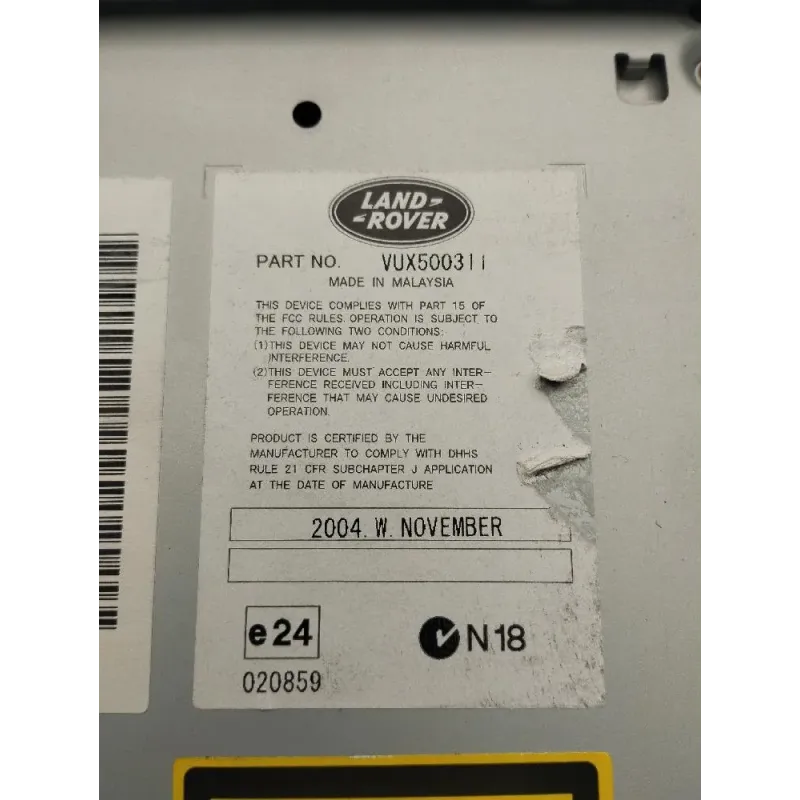 LAND-
-ROVER
PART NO. VUX500311
MADE IN MALAYSIA
THIS DEVICE COMPLIES WITH PART 15 OF
THE FCC RULES. OPERATION IS SUBJECT TO
THE FOLLOWING TWO CONDITIONS:
(1)THIS DEVICE MAY NOT CAUSE HARMFUL
INTERFERENCE.
(2)THIS DEVICE MUST ACCEPT ANY INTER-
FERENCE RECEIVED INCLUDING INTER-
FERENCE THAT MAY CAUSE UNDESIRED
OPERATION.
PRODUCT IS CERTIFIED BY THE
MANUFACTURER TO COMPLY WITH DHHS
RULE 21 CFR SUBCHAPTER J APPLICATION
AT THE DATE OF MANUFACTURE
2004. W. NOVEMBER
e24 N18
020859